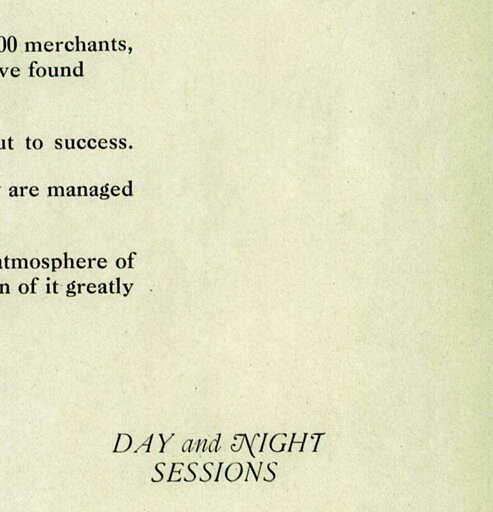 00 merchants,
ve found
ut to success.
are managed
atmosphere of
n of it greatly
DAY and NIGHT
SESSIONS